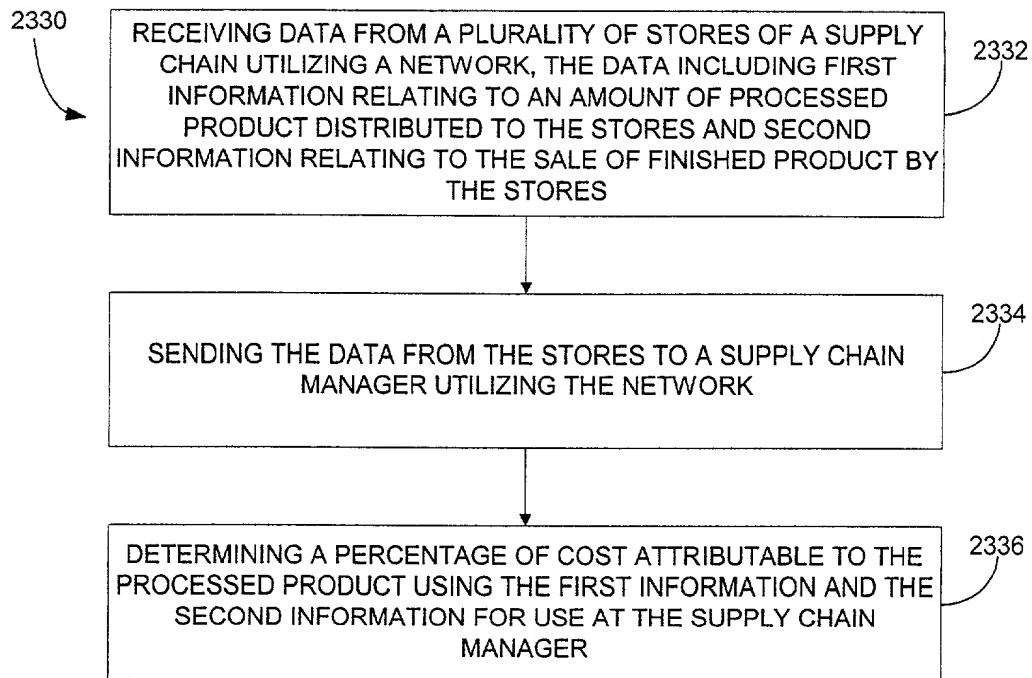 2330
RECEIVING DATA FROM A PLURALITY OF STORES OF A SUPPLY
CHAIN UTILIZING A NETWORK, THE DATA INCLUDING FIRST
INFORMATION RELATING TO AN AMOUNT OF PROCESSED
PRODUCT DISTRIBUTED TO THE STORES AND SECOND
INFORMATION RELATING TO THE SALE OF FINISHED PRODUCT BY
THE STORES
2332
SENDING THE DATA FROM THE STORES TO A SUPPLY CHAIN
MANAGER UTILIZING THE NETWORK
2334
DETERMINING A PERCENTAGE OF COST ATTRIBUTABLE TO THE
PROCESSED PRODUCT USING THE FIRST INFORMATION AND THE
SECOND INFORMATION FOR USE AT THE SUPPLY CHAIN
MANAGER
2336